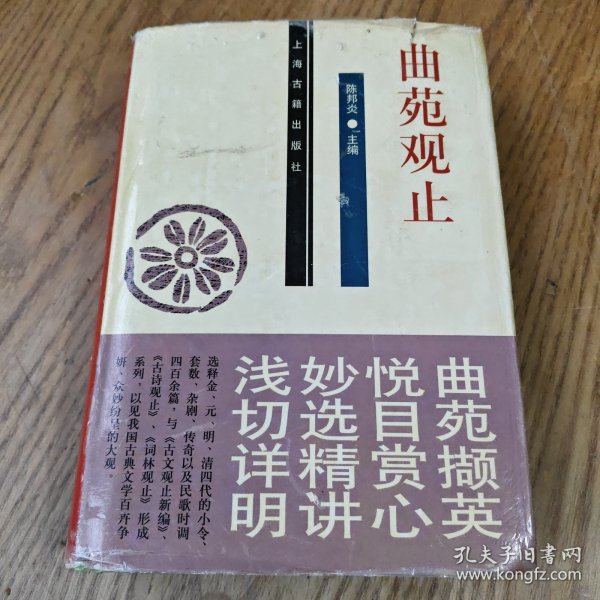 曲苑观止
陈邦炎●主编
上海古籍出版社
曲苑撷英
悦目赏心
妙选精讲
浅切详明
选释金、元、明、清四代的小令、
套数、杂剧、传奇以及民歌时调
四百余篇，与《古文观止新编》、
《古诗观止》、《词林观止》形成
系列，以见我国古典文学百卉争
妍、众妙纷呈的大观。
孔夫子旧书网
www.kongfz.com